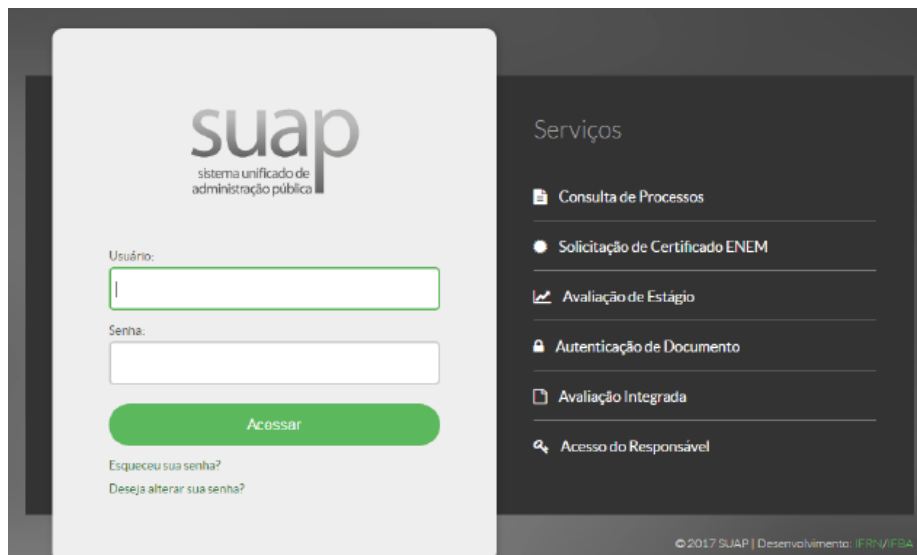 suap
sistema unificado de
administração pública
Usuário:
Senha:
Acessar
Esqueceu sua senha?
Deseja alterar sua senha?
Serviços
Consulta de Processos
Solicitação de Certificado ENEM
Avaliação de Estágio
Autenticação de Documento
Avaliação Integrada
Acesso do Responsável
© 2017 SUAP | Desenvolvimento: IFRN/IFBA